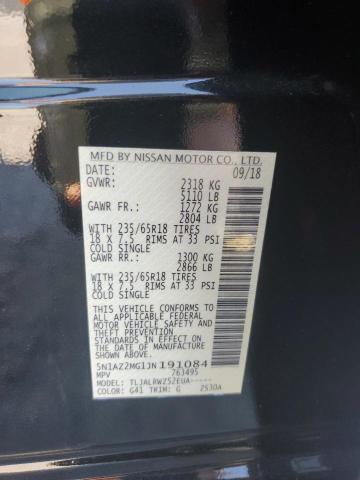 MFD BY NISSAN MOTOR CO., LTD.
DATE: 09/18
GVWR: 2318 KG
5110 LB
GAWR FR.: 1272 KG
2804 LB
WITH 235/65R18 TIRES
18 X 7.5 RIMS AT 33 PSI
COLD SINGLE
GAWR RR.: 1300 KG
2866 LB
WITH 235/65R18 TIRES
18 X 7.5 RIMS AT 33 PSI
COLD SINGLE
THIS VEHICLE CONFORMS TO ALL
APPLICABLE U.S. FEDERAL
MOTOR VEHICLE SAFETY AND
THEFT PREVENTION STANDARDS
IN EFFECT ON THE
DATE OF MANUFACTURE
SHOWN ABOVE.
5N1AZ2MG1JN191084
MPV 763495
MODEL: TLJALRWZ52EUA-----
COLOR: G41 TRIM: G 2530A